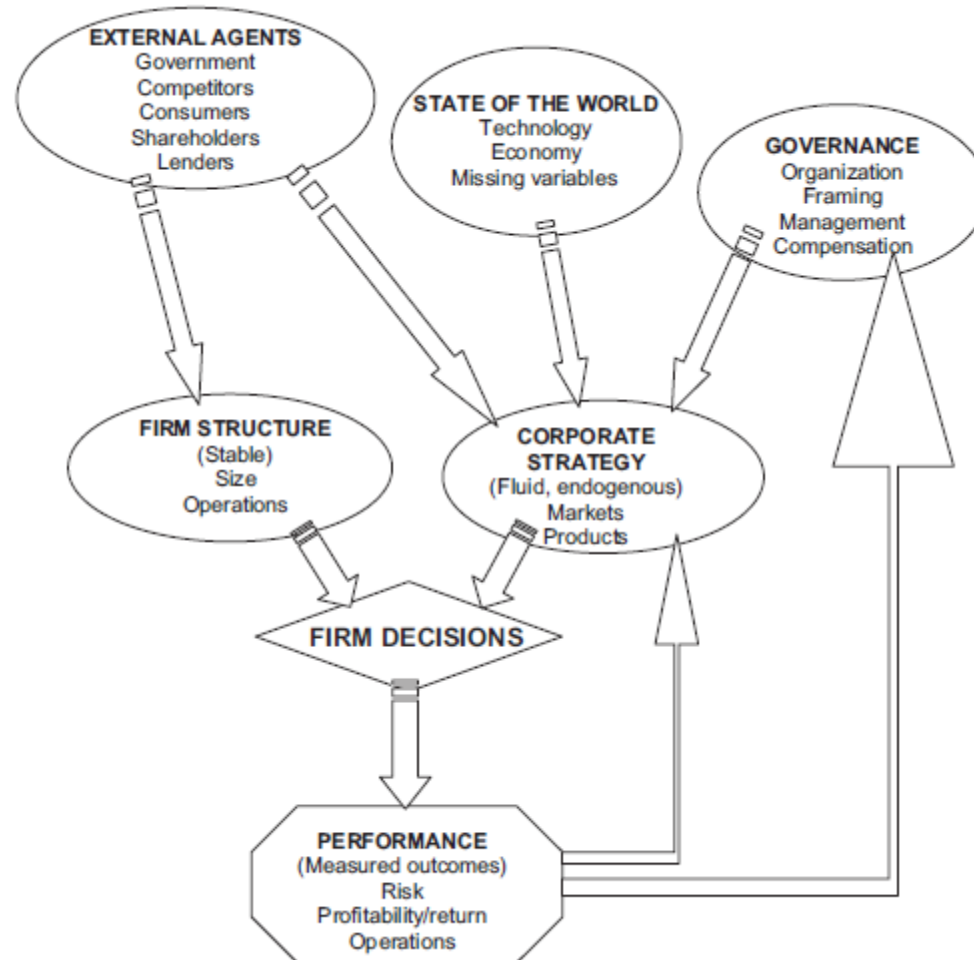 EXTERNAL AGENTS
Government
Competitors
Consumers
Shareholders
Lenders
STATE OF THE WORLD
Technology
Economy
Missing variables
GOVERNANCE
Organization
Framing
Management
Compensation
FIRM STRUCTURE
(Stable)
Size
Operations
CORPORATE
STRATEGY
(Fluid, endogenous)
Markets
Products
FIRM DECISIONS
PERFORMANCE
(Measured outcomes)
Risk
Profitability/return
Operations